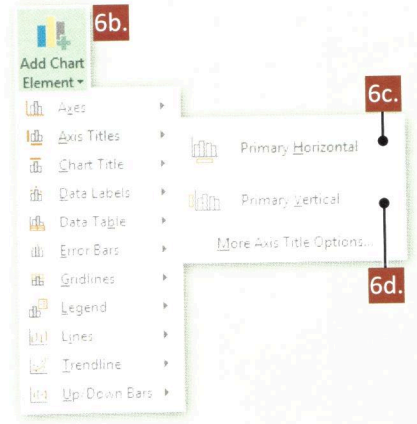 6b.
Add Chart
Element
Axes
Axis Titles
Chart Title
Data Labels
Data Table
Error Bars
Gridlines
Legend
Lines
Trendline
Up/Down Bars
6c.
Primary Horizontal
Primary Vertical
More Axis Title Options...
6d.